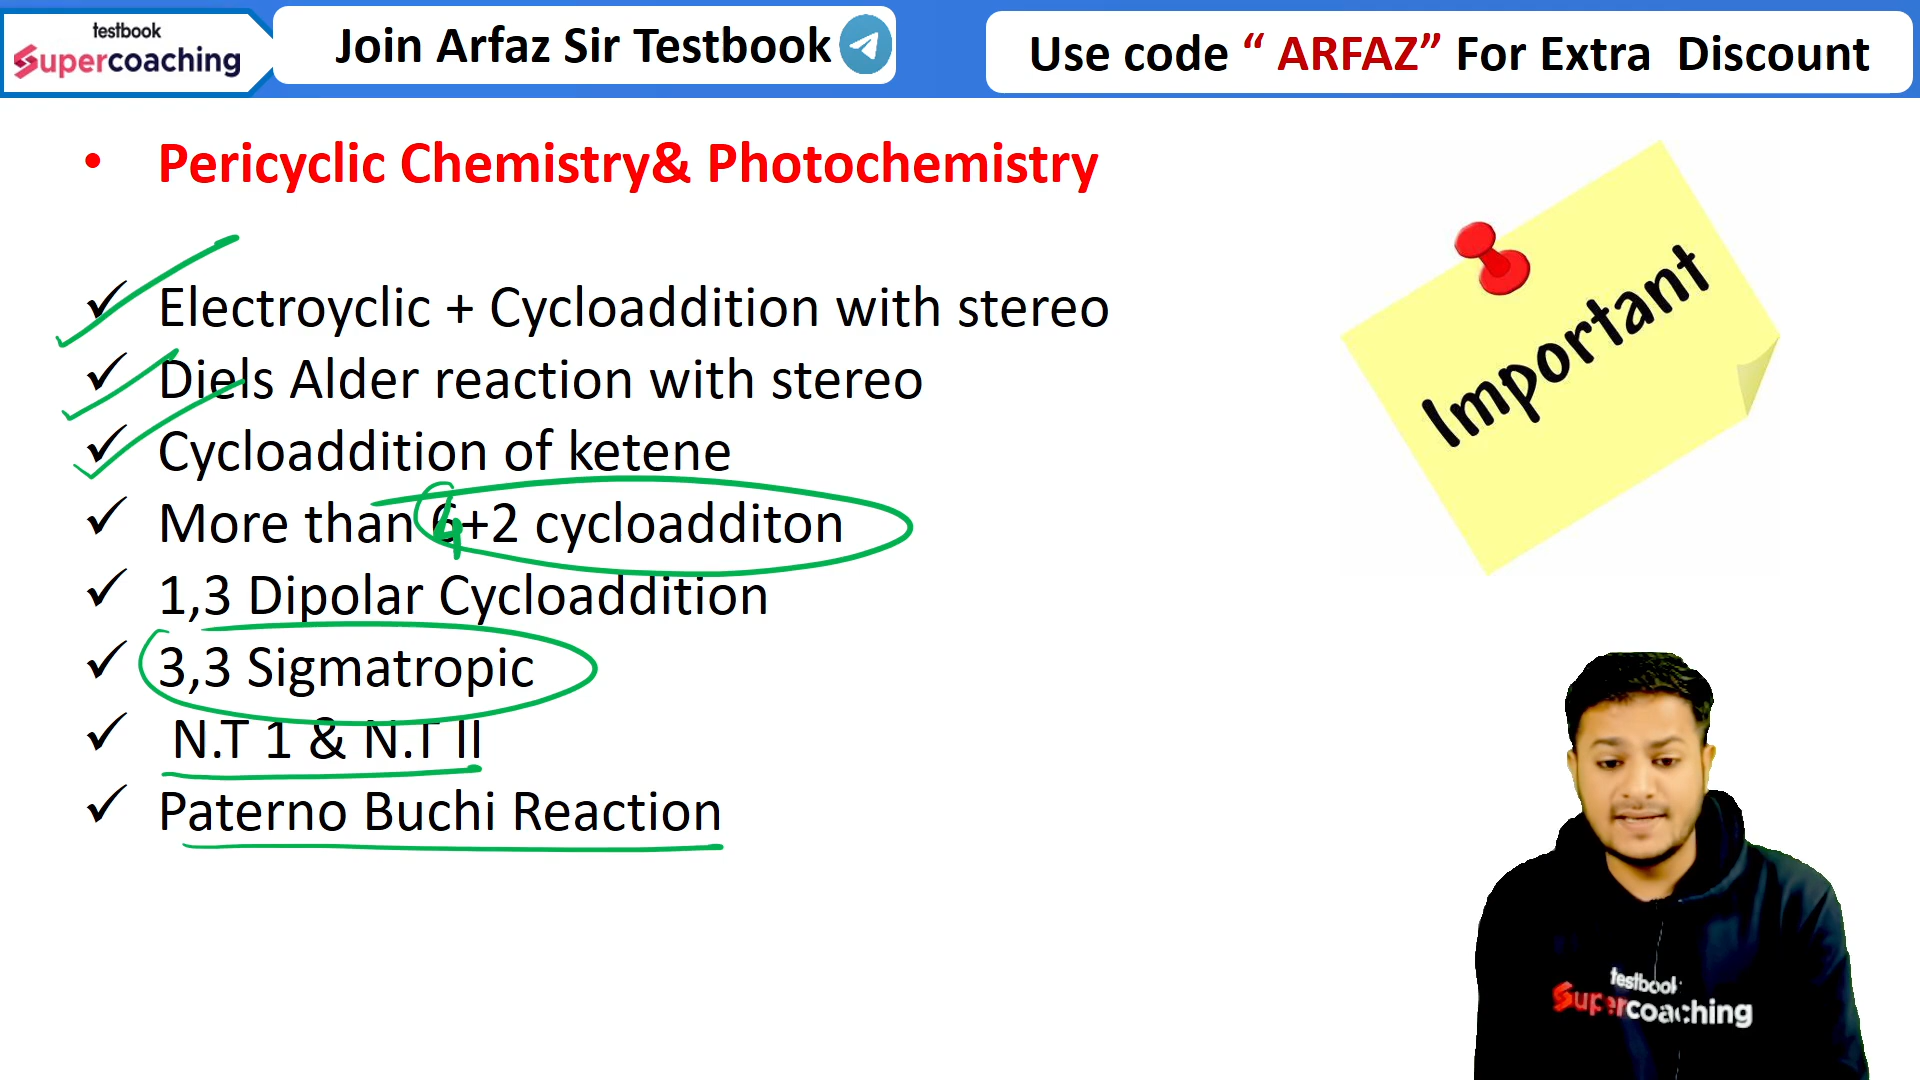 testbook
Supercoaching
Join Arfaz Sir Testbook
Use code “ ARFAZ” For Extra Discount
• Pericyclic Chemistry& Photochemistry
✓ Electroyclic + Cycloaddition with stereo
✓ Diels Alder reaction with stereo
✓ Cycloaddition of ketene
✓ More than 6+2 cycloadditon
4
✓ 1,3 Dipolar Cycloaddition
✓ 3,3 Sigmatropic
✓ N.T 1 & N.T II
✓ Paterno Buchi Reaction
Important
testbook
Supercoaching